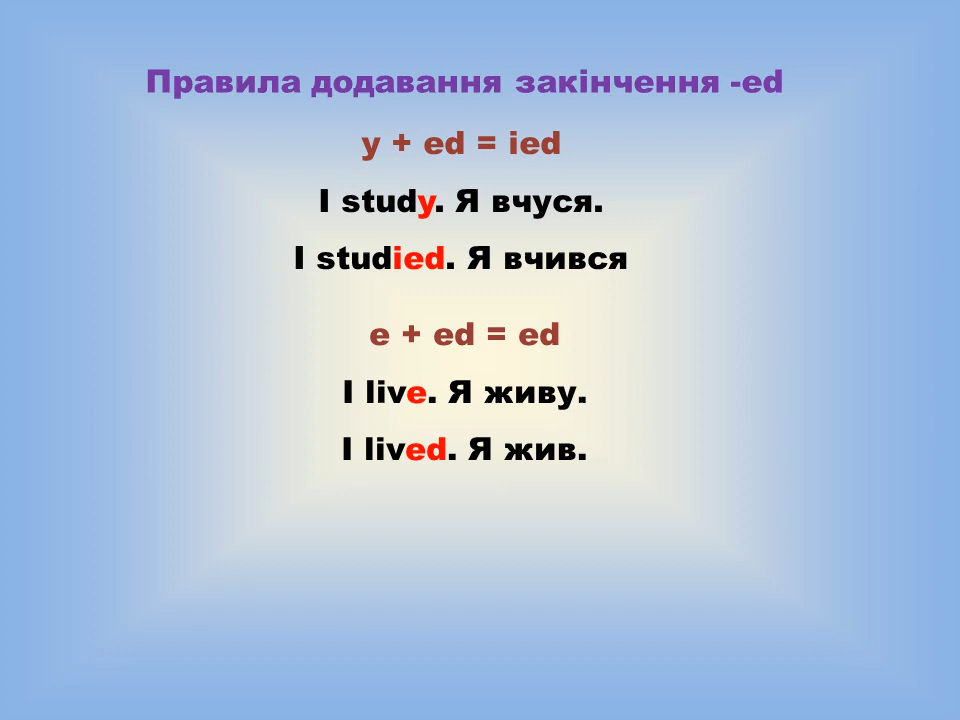 Правила додавання закінчення -ed
y + ed = ied
I study. Я вчуся.
I studied. Я вчився
e + ed = ed
I live. Я живу.
I lived. Я жив.